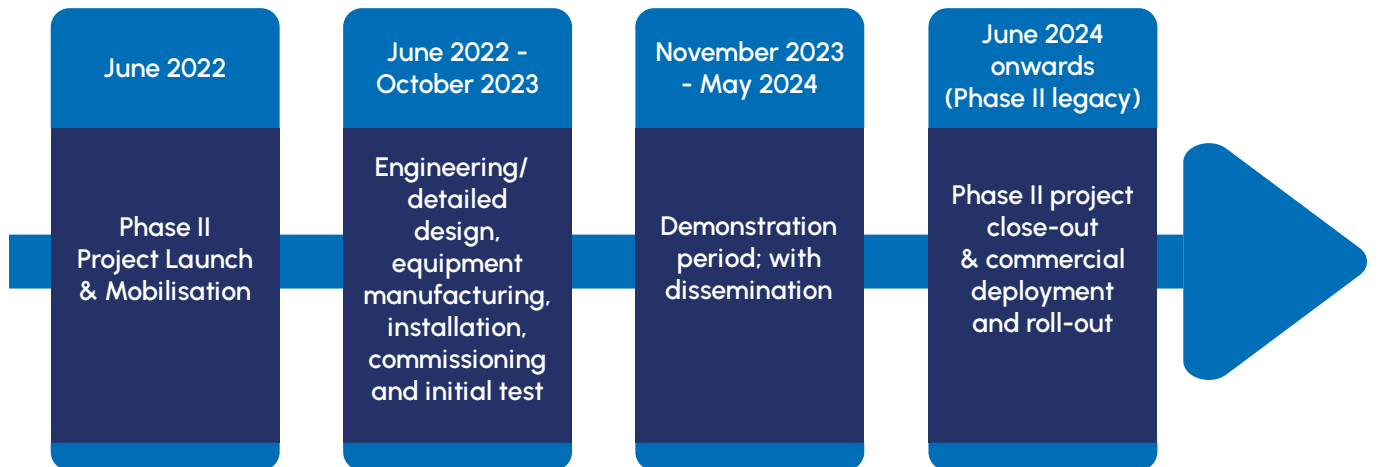 June 2022
Phase II
Project Launch
& Mobilisation
June 2022 -
October 2023
Engineering/
detailed
design,
equipment
manufacturing,
installation,
commissioning
and initial test
November 2023
- May 2024
Demonstration
period; with
dissemination
June 2024
onwards
(Phase II legacy)
Phase II project
close-out
& commercial
deployment
and roll-out